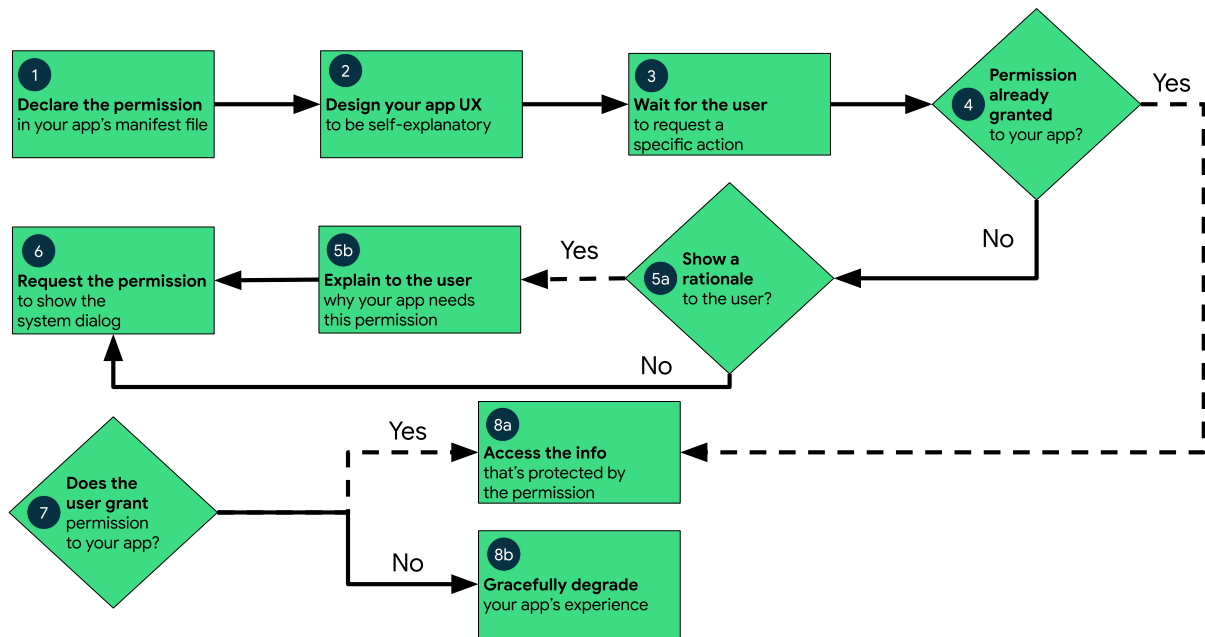 1
Declare the permission
in your app's manifest file
2
Design your app UX
to be self-explanatory
3
Wait for the user
to request a
specific action
4
Permission
already
granted
to your app?
Yes
No
5a
Show a
rationale
to the user?
Yes
5b
Explain to the user
why your app needs
this permission
6
Request the permission
to show the
system dialog
No
7
Does the
user grant
permission
to your app?
Yes
8a
Access the info
that's protected by
the permission
No
8b
Gracefully degrade
your app's experience